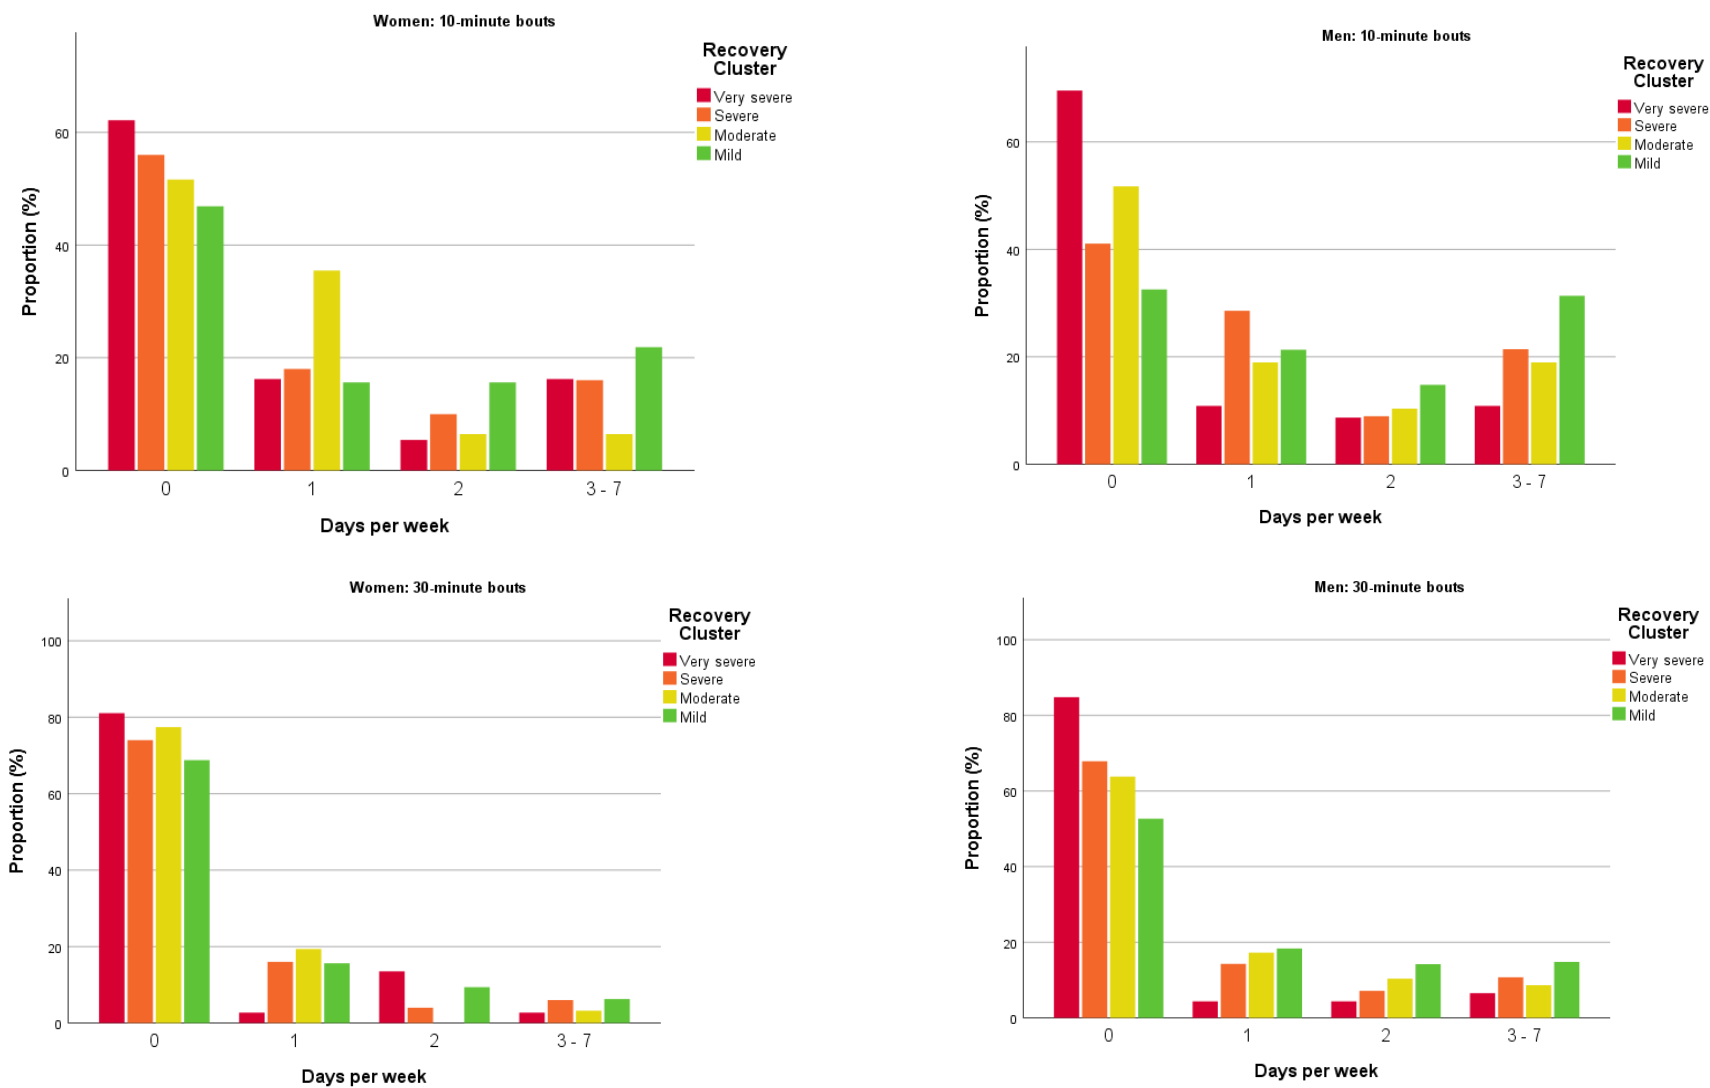 Women: 10-minute bouts
Recovery
Cluster
Very severe
Severe
Moderate
Mild
Proportion (%)
60
40
20
0
0 1 2 3 - 7
Days per week
Men: 10-minute bouts
Recovery
Cluster
Very severe
Severe
Moderate
Mild
Proportion (%)
60
40
20
0
0 1 2 3 - 7
Days per week
Women: 30-minute bouts
Recovery
Cluster
Very severe
Severe
Moderate
Mild
Proportion (%)
100
80
60
40
20
0
0 1 2 3 - 7
Days per week
Men: 30-minute bouts
Recovery
Cluster
Very severe
Severe
Moderate
Mild
Proportion (%)
100
80
60
40
20
0
0 1 2 3 - 7
Days per week